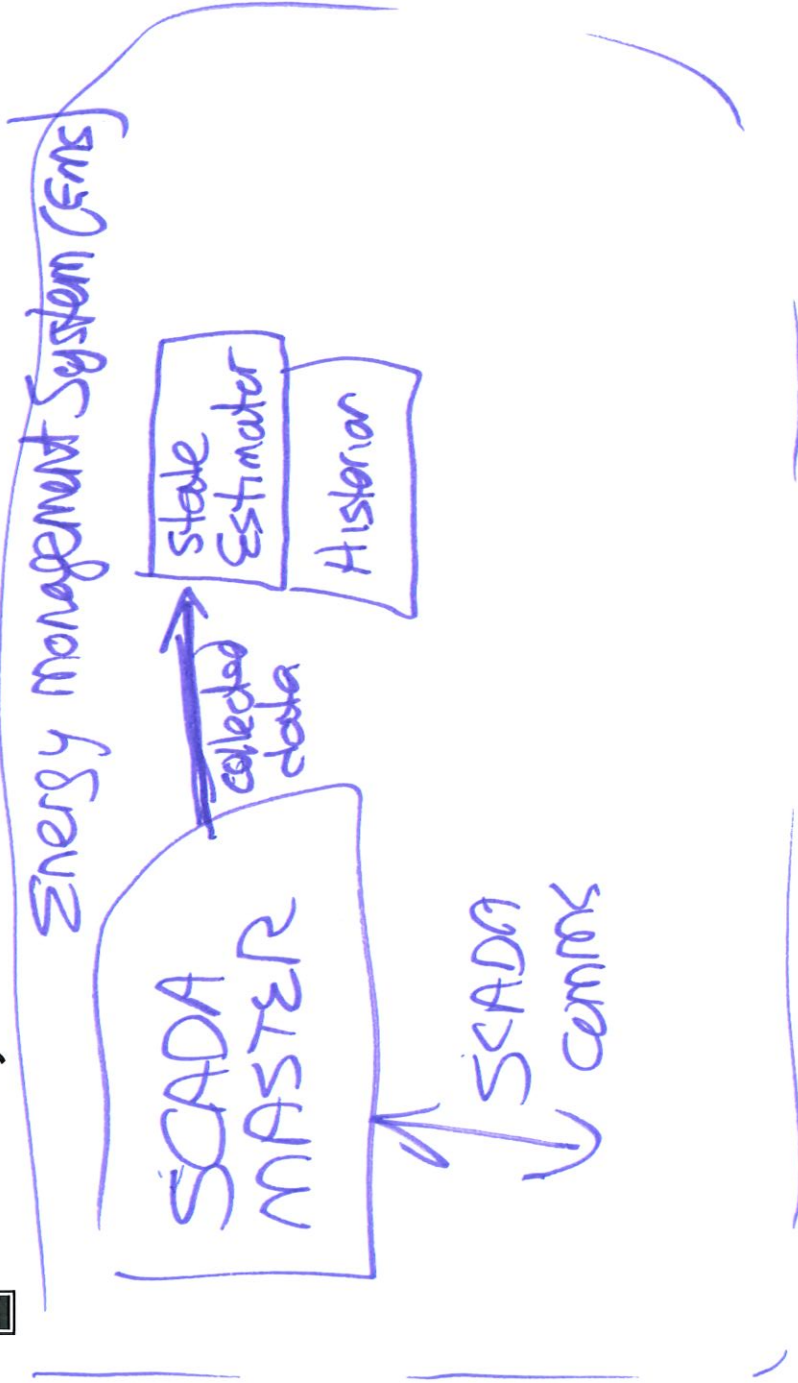 Energy management System (EMS)
SCADA
MASTER
collected
data
State
Estimator
Historian
SCADA
comms